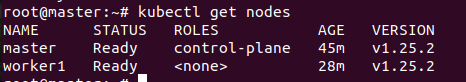 root@master:~# kubectl get nodes
NAME STATUS ROLES AGE VERSION
master Ready control-plane 45m v1.25.2
worker1 Ready <none> 28m v1.25.2
root@master:~#